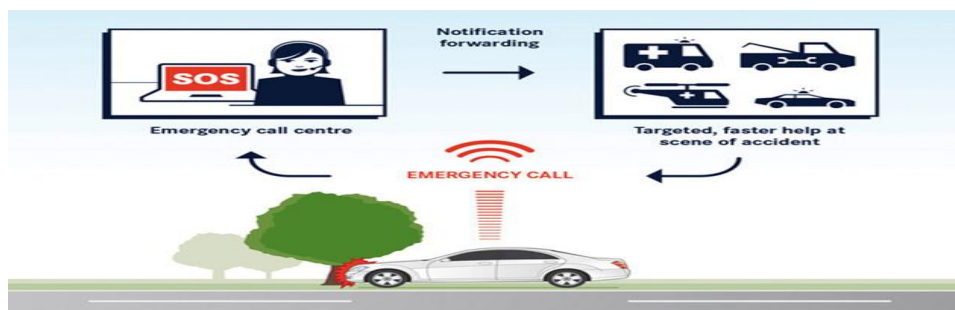 Notification
forwarding
SOS
Emergency call centre
Targeted, faster help at
scene of accident
EMERGENCY CALL